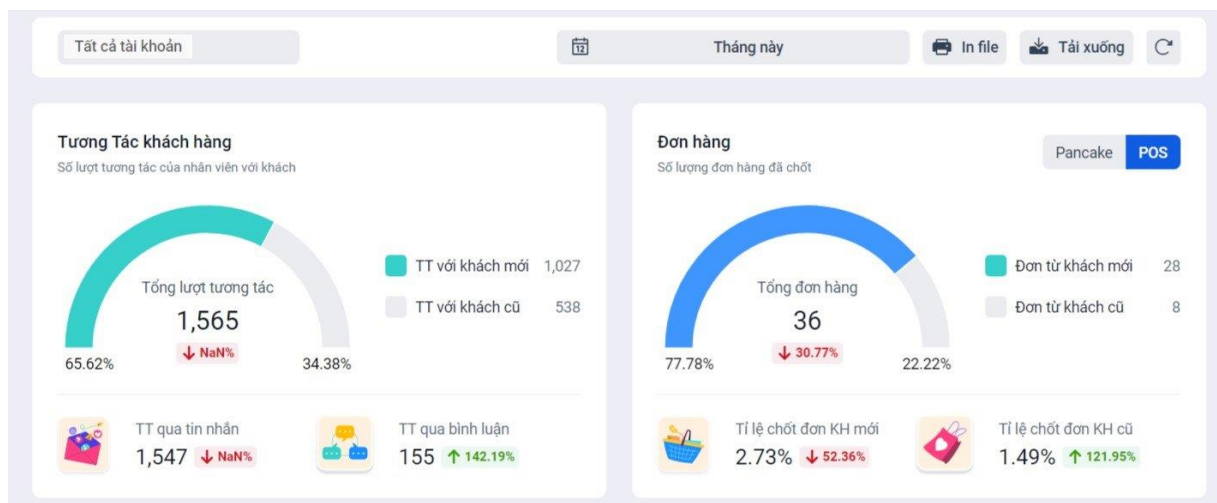 Tất cả tài khoản
12
Tháng này
In file
Tải xuống
Tương Tác khách hàng
Số lượt tương tác của nhân viên với khách
Tổng lượt tương tác
1,565
↓ NaN%
65.62%
34.38%
TT với khách mới 1,027
TT với khách cũ 538
TT qua tin nhắn
1,547 ↓ NaN%
TT qua bình luận
155 ↑ 142.19%
Đơn hàng
Số lượng đơn hàng đã chốt
Pancake POS
Tổng đơn hàng
36
↓ 30.77%
77.78%
22.22%
Đơn từ khách mới 28
Đơn từ khách cũ 8
Tỉ lệ chốt đơn KH mới
2.73% ↓ 52.36%
Tỉ lệ chốt đơn KH cũ
1.49% ↑ 121.95%